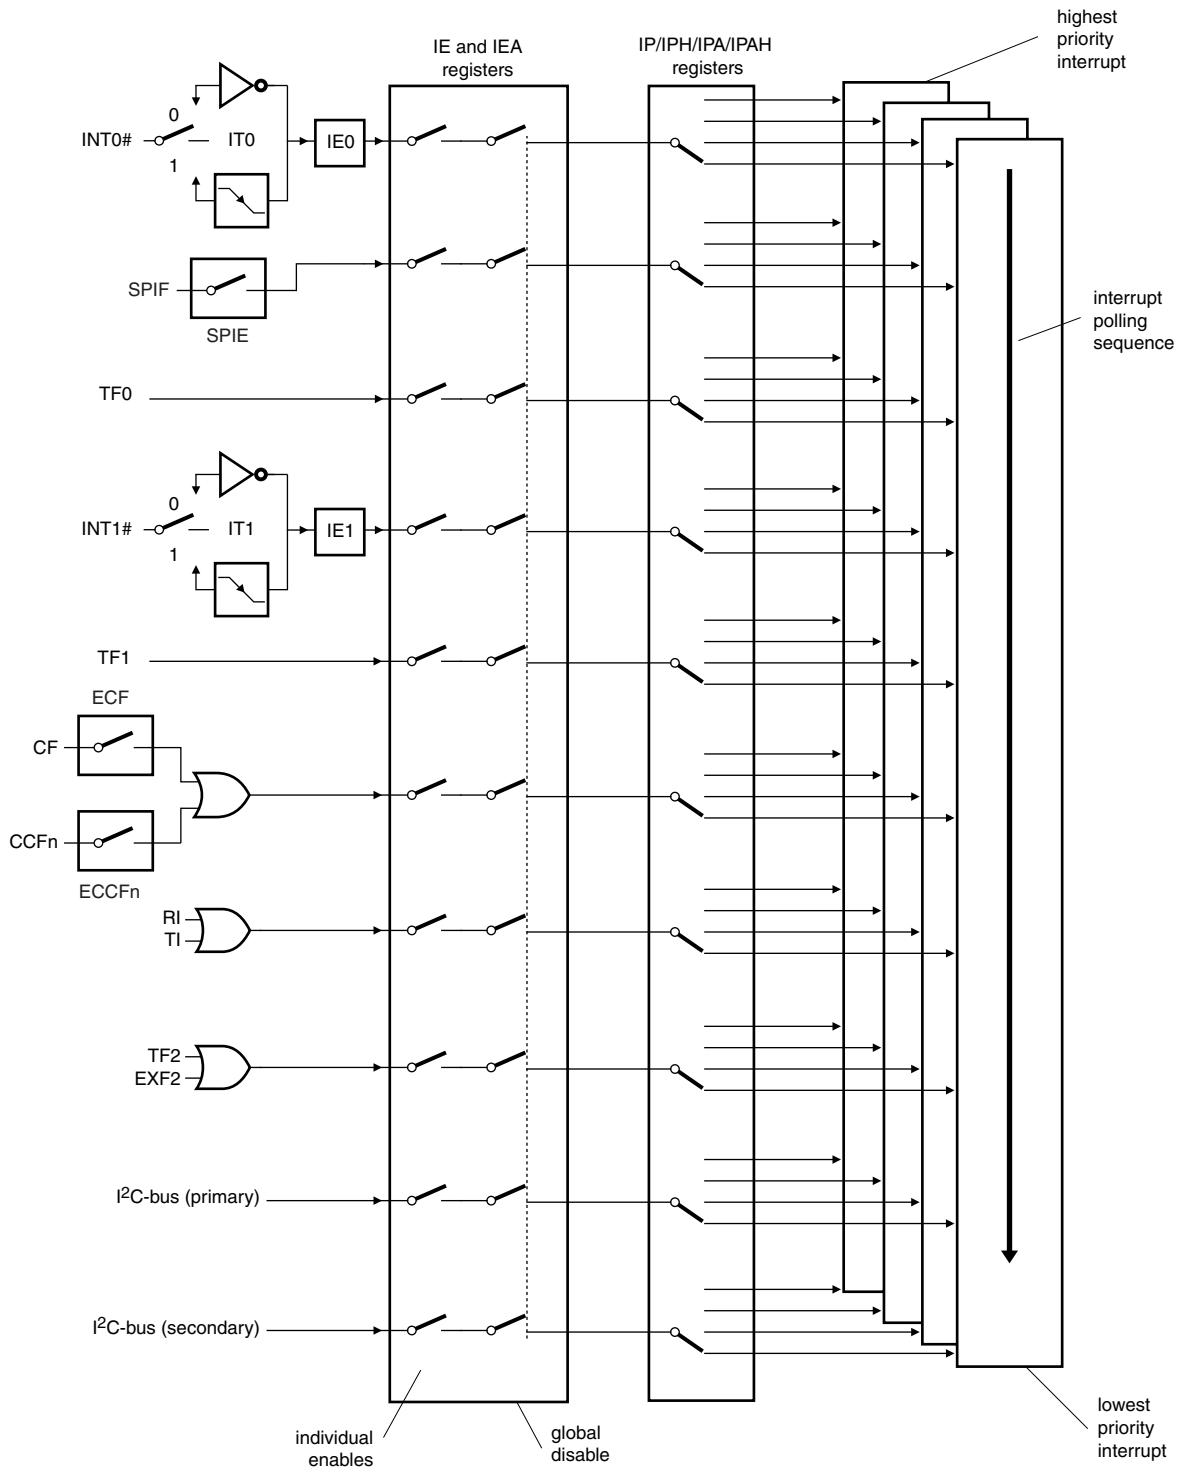 highest
priority
interrupt
IE and IEA
registers
IP/IPH/IPA/IPAH
registers
0
INT0#
IT0
IE0
1
SPIF
SPIE
interrupt
polling
sequence
TF0
0
INT1#
IT1
IE1
1
TF1
ECF
CF
CCFn
ECCFn
RI
TI
TF2
EXF2
I2C-bus (primary)
I2C-bus (secondary)
individual
enables
global
disable
lowest
priority
interrupt